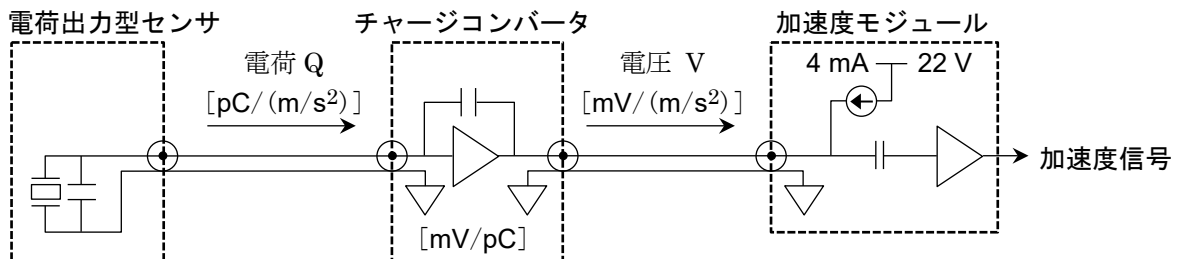 電荷出力型センサ
チャージコンバータ
加速度モジュール
電荷 Q
[pC/(m/s²)]
電圧 V
[mV/(m/s²)]
4 mA
22 V
加速度信号
[mV/pC]